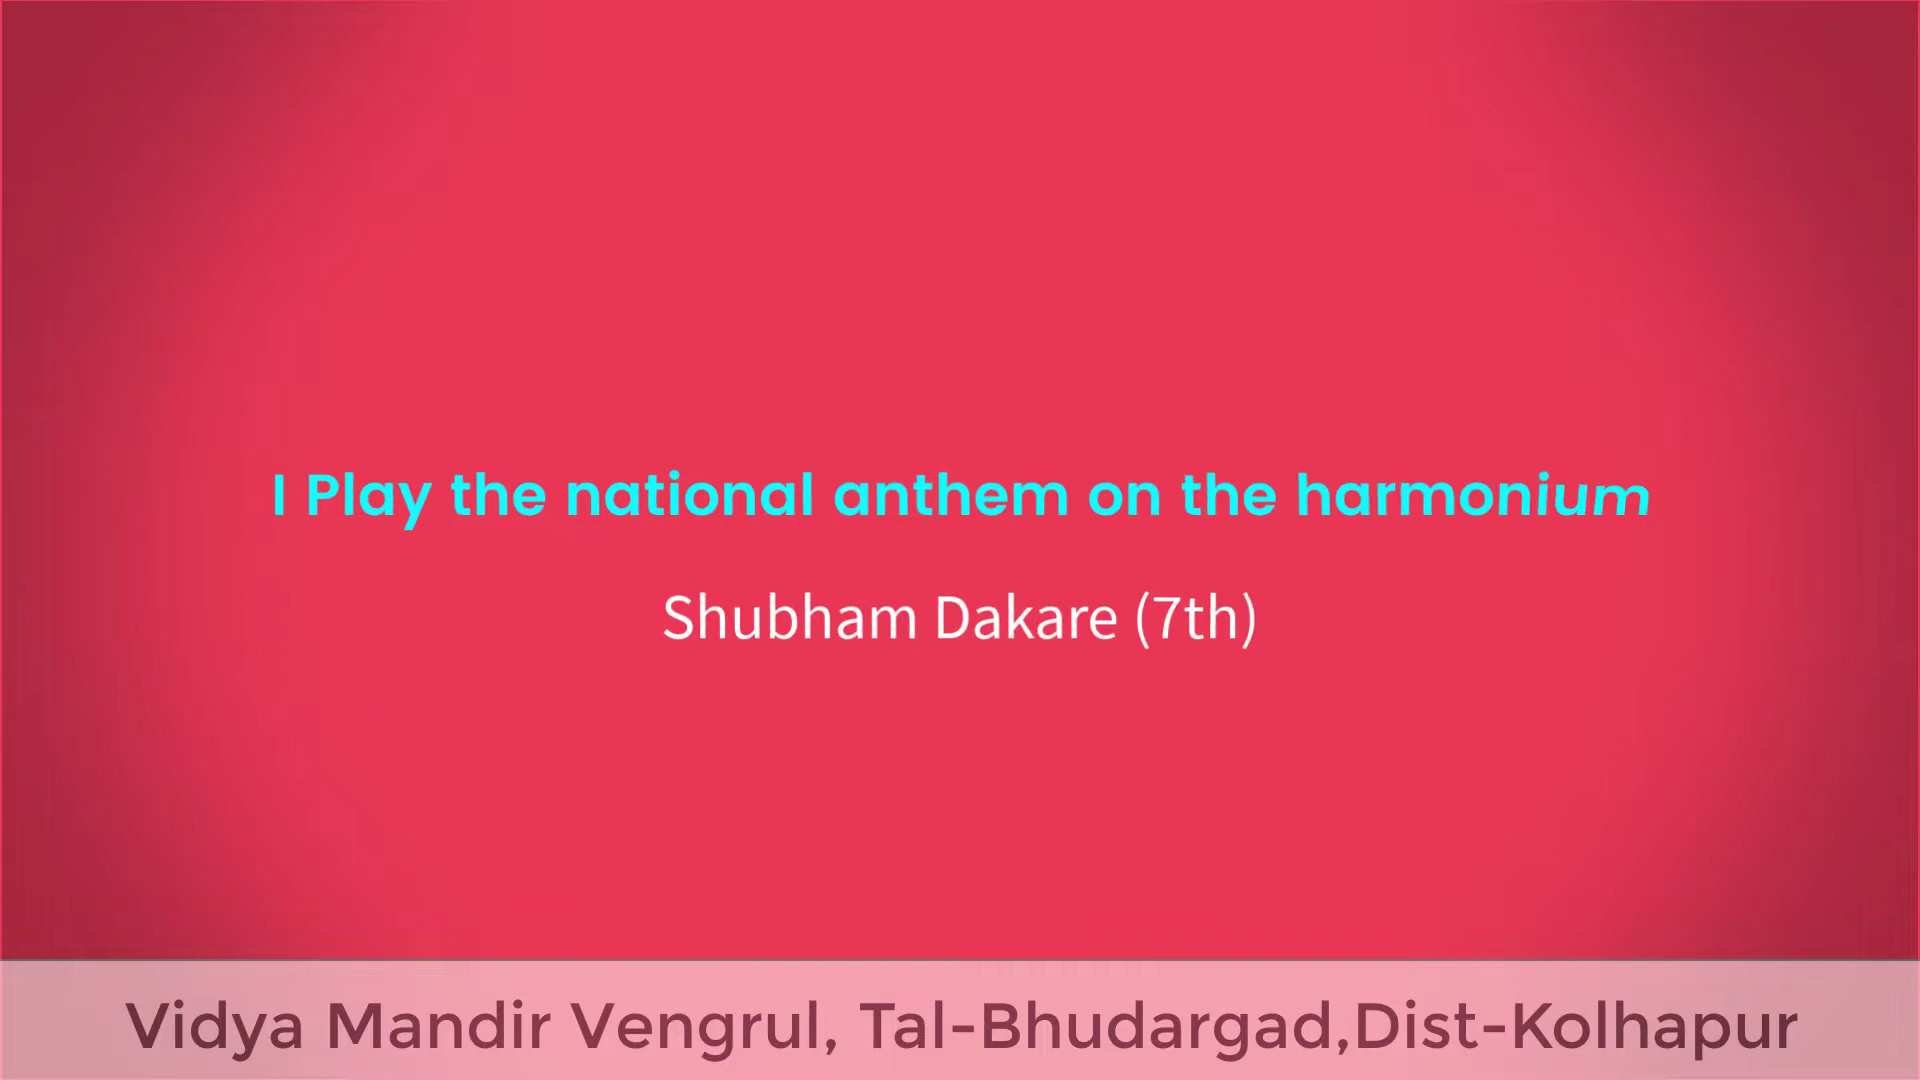 I Play the national anthem on the harmonium
Shubham Dakare (7th)
Vidya Mandir Vengrul, Tal-Bhudargad,Dist-Kolhapur